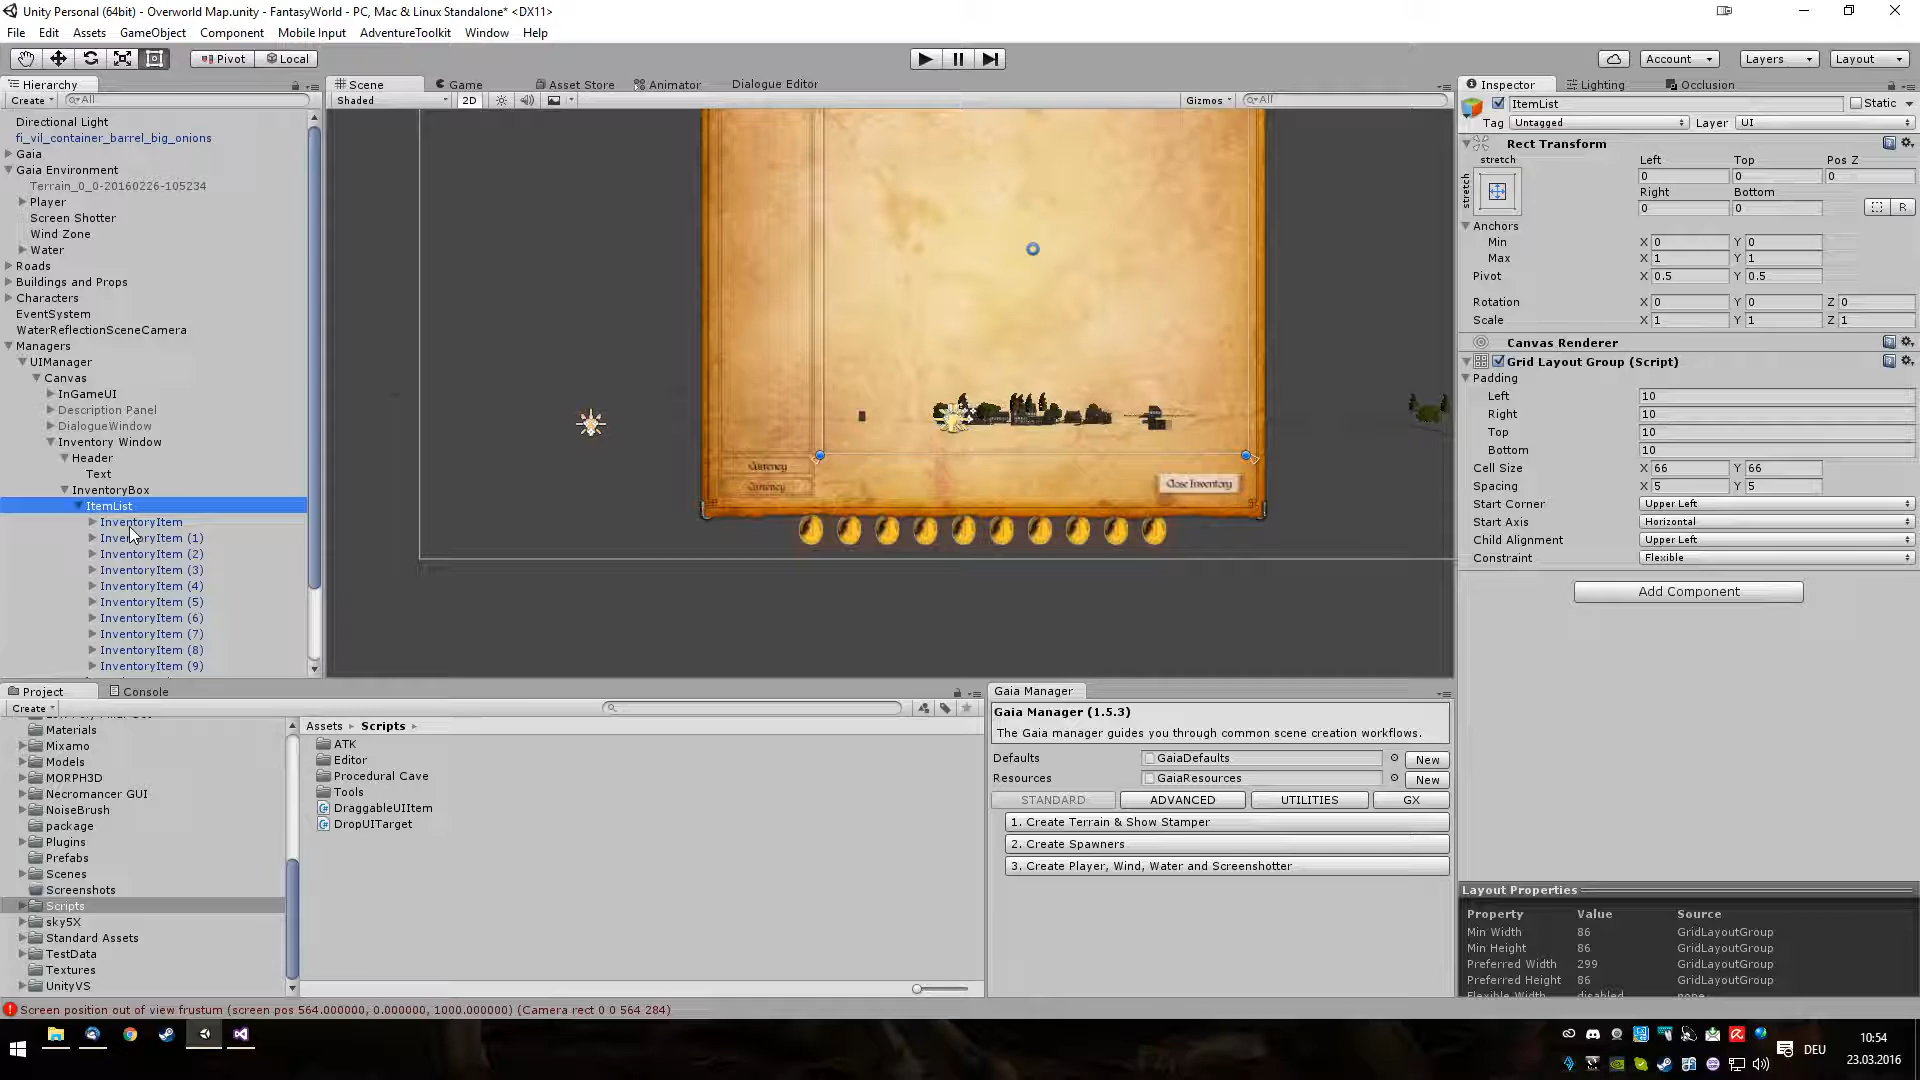 Unity Personal (64bit) - Overworld Map.unity - FantasyWorld - PC, Mac & Linux Standalone* <DX11>
File Edit Assets GameObject Component Mobile Input AdventureToolkit Window Help
Pivot Local Account Layers Layout
Hierarchy
Create All
Directional Light
fi_vil_container_barrel_big_onions
Gaia
Gaia Environment
Terrain_0_0-20160226-105234
Player
Screen Shotter
Wind Zone
Water
Roads
Buildings and Props
Characters
EventSystem
WaterReflectionSceneCamera
Managers
UIManager
Canvas
InGameUI
Description Panel
DialogueWindow
Inventory Window
Header
Text
InventoryBox
ItemList
InventoryItem
InventoryItem (1)
InventoryItem (2)
InventoryItem (3)
InventoryItem (4)
InventoryItem (5)
InventoryItem (6)
InventoryItem (7)
InventoryItem (8)
InventoryItem (9)
Scene Game Asset Store Animator Dialogue Editor
Shaded 2D Gizmos All
Currency
Currency
Close Inventory
Inspector Lighting Occlusion
ItemList Static
Tag Untagged Layer UI
Rect Transform
stretch Left Top Pos Z
stretch 0 0 0
Right Bottom
0 0 R
Anchors
Min X 0 Y 0
Max X 1 Y 1
Pivot X 0.5 Y 0.5
Rotation X 0 Y 0 Z 0
Scale X 1 Y 1 Z 1
Canvas Renderer
Grid Layout Group (Script)
Padding
Left 10
Right 10
Top 10
Bottom 10
Cell Size X 66 Y 66
Spacing X 5 Y 5
Start Corner Upper Left
Start Axis Horizontal
Child Alignment Upper Left
Constraint Flexible
Add Component
Layout Properties
Property Value Source
Min Width 86 GridLayoutGroup
Min Height 86 GridLayoutGroup
Preferred Width 299 GridLayoutGroup
Preferred Height 86 GridLayoutGroup
Flexible Width disabled none
Project Console
Create
Materials
Mixamo
Models
MORPH3D
Necromancer GUI
NoiseBrush
package
Plugins
Prefabs
Scenes
Screenshots
Scripts
sky5X
Standard Assets
TestData
Textures
UnityVS
Assets Scripts
ATK
Editor
Procedural Cave
Tools
DraggableUIItem
DropUITarget
Gaia Manager
Gaia Manager (1.5.3)
The Gaia manager guides you through common scene creation workflows.
Defaults GaiaDefaults New
Resources GaiaResources New
STANDARD ADVANCED UTILITIES GX
1. Create Terrain & Show Stamper
2. Create Spawners
3. Create Player, Wind, Water and Screenshotter
Screen position out of view frustum (screen pos 564.000000, 0.000000, 1000.000000) (Camera rect 0 0 564 284)
DEU
10:54
23.03.2016